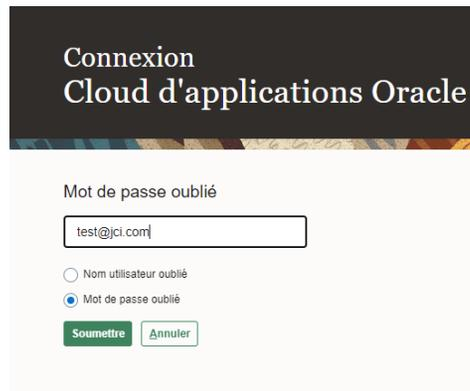 Connexion
Cloud d'applications Oracle
Mot de passe oublié
test@jci.com
Nom utilisateur oublié
Mot de passe oublié
Soumettre Annuler